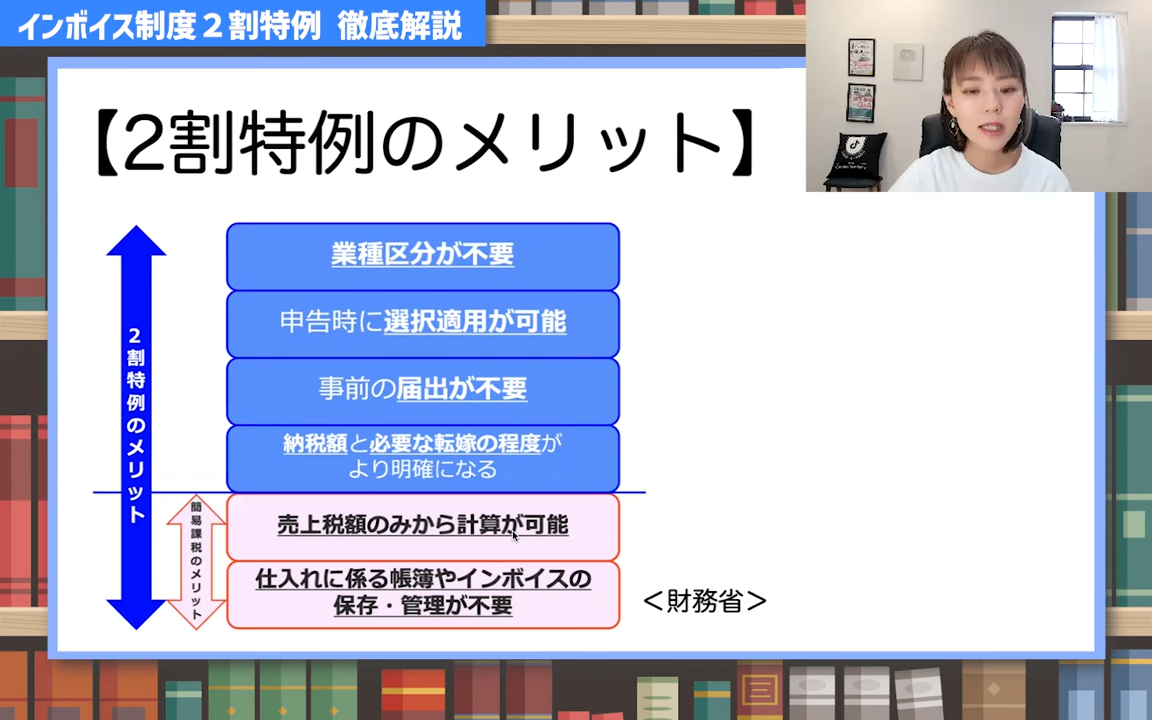 インボイス制度２割特例 徹底解説
【2割特例のメリット】
2割特例のメリット
業種区分が不要
申告時に選択適用が可能
事前の届出が不要
納税額と必要な転嫁の程度が
より明確になる
簡易課税のメリット
売上税額のみから計算が可能
仕入れに係る帳簿やインボイスの
保存・管理が不要
＜財務省＞